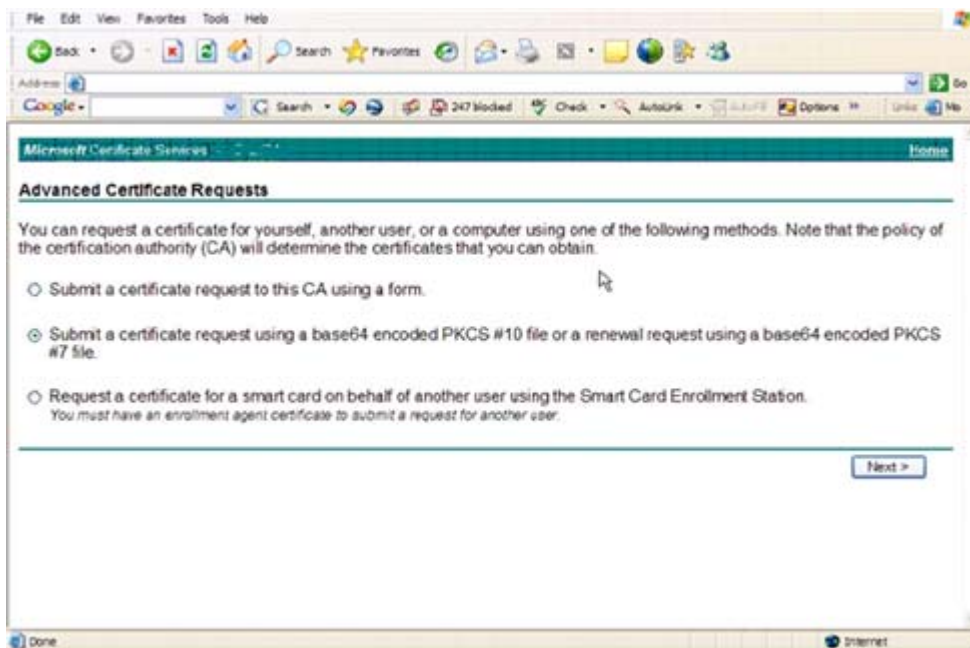 File Edit View Favorites Tools Help
Back Search Favorites
Address Go
Google Search 247 blocked Check AutoLink AutoFill Options Links
Microsoft Certificate Services Home
Advanced Certificate Requests
You can request a certificate for yourself, another user, or a computer using one of the following methods. Note that the policy of
the certification authority (CA) will determine the certificates that you can obtain.
Submit a certificate request to this CA using a form.
Submit a certificate request using a base64 encoded PKCS #10 file or a renewal request using a base64 encoded PKCS
#7 file.
Request a certificate for a smart card on behalf of another user using the Smart Card Enrollment Station.
You must have an enrollment agent certificate to submit a request for another user.
Next >
Done Internet